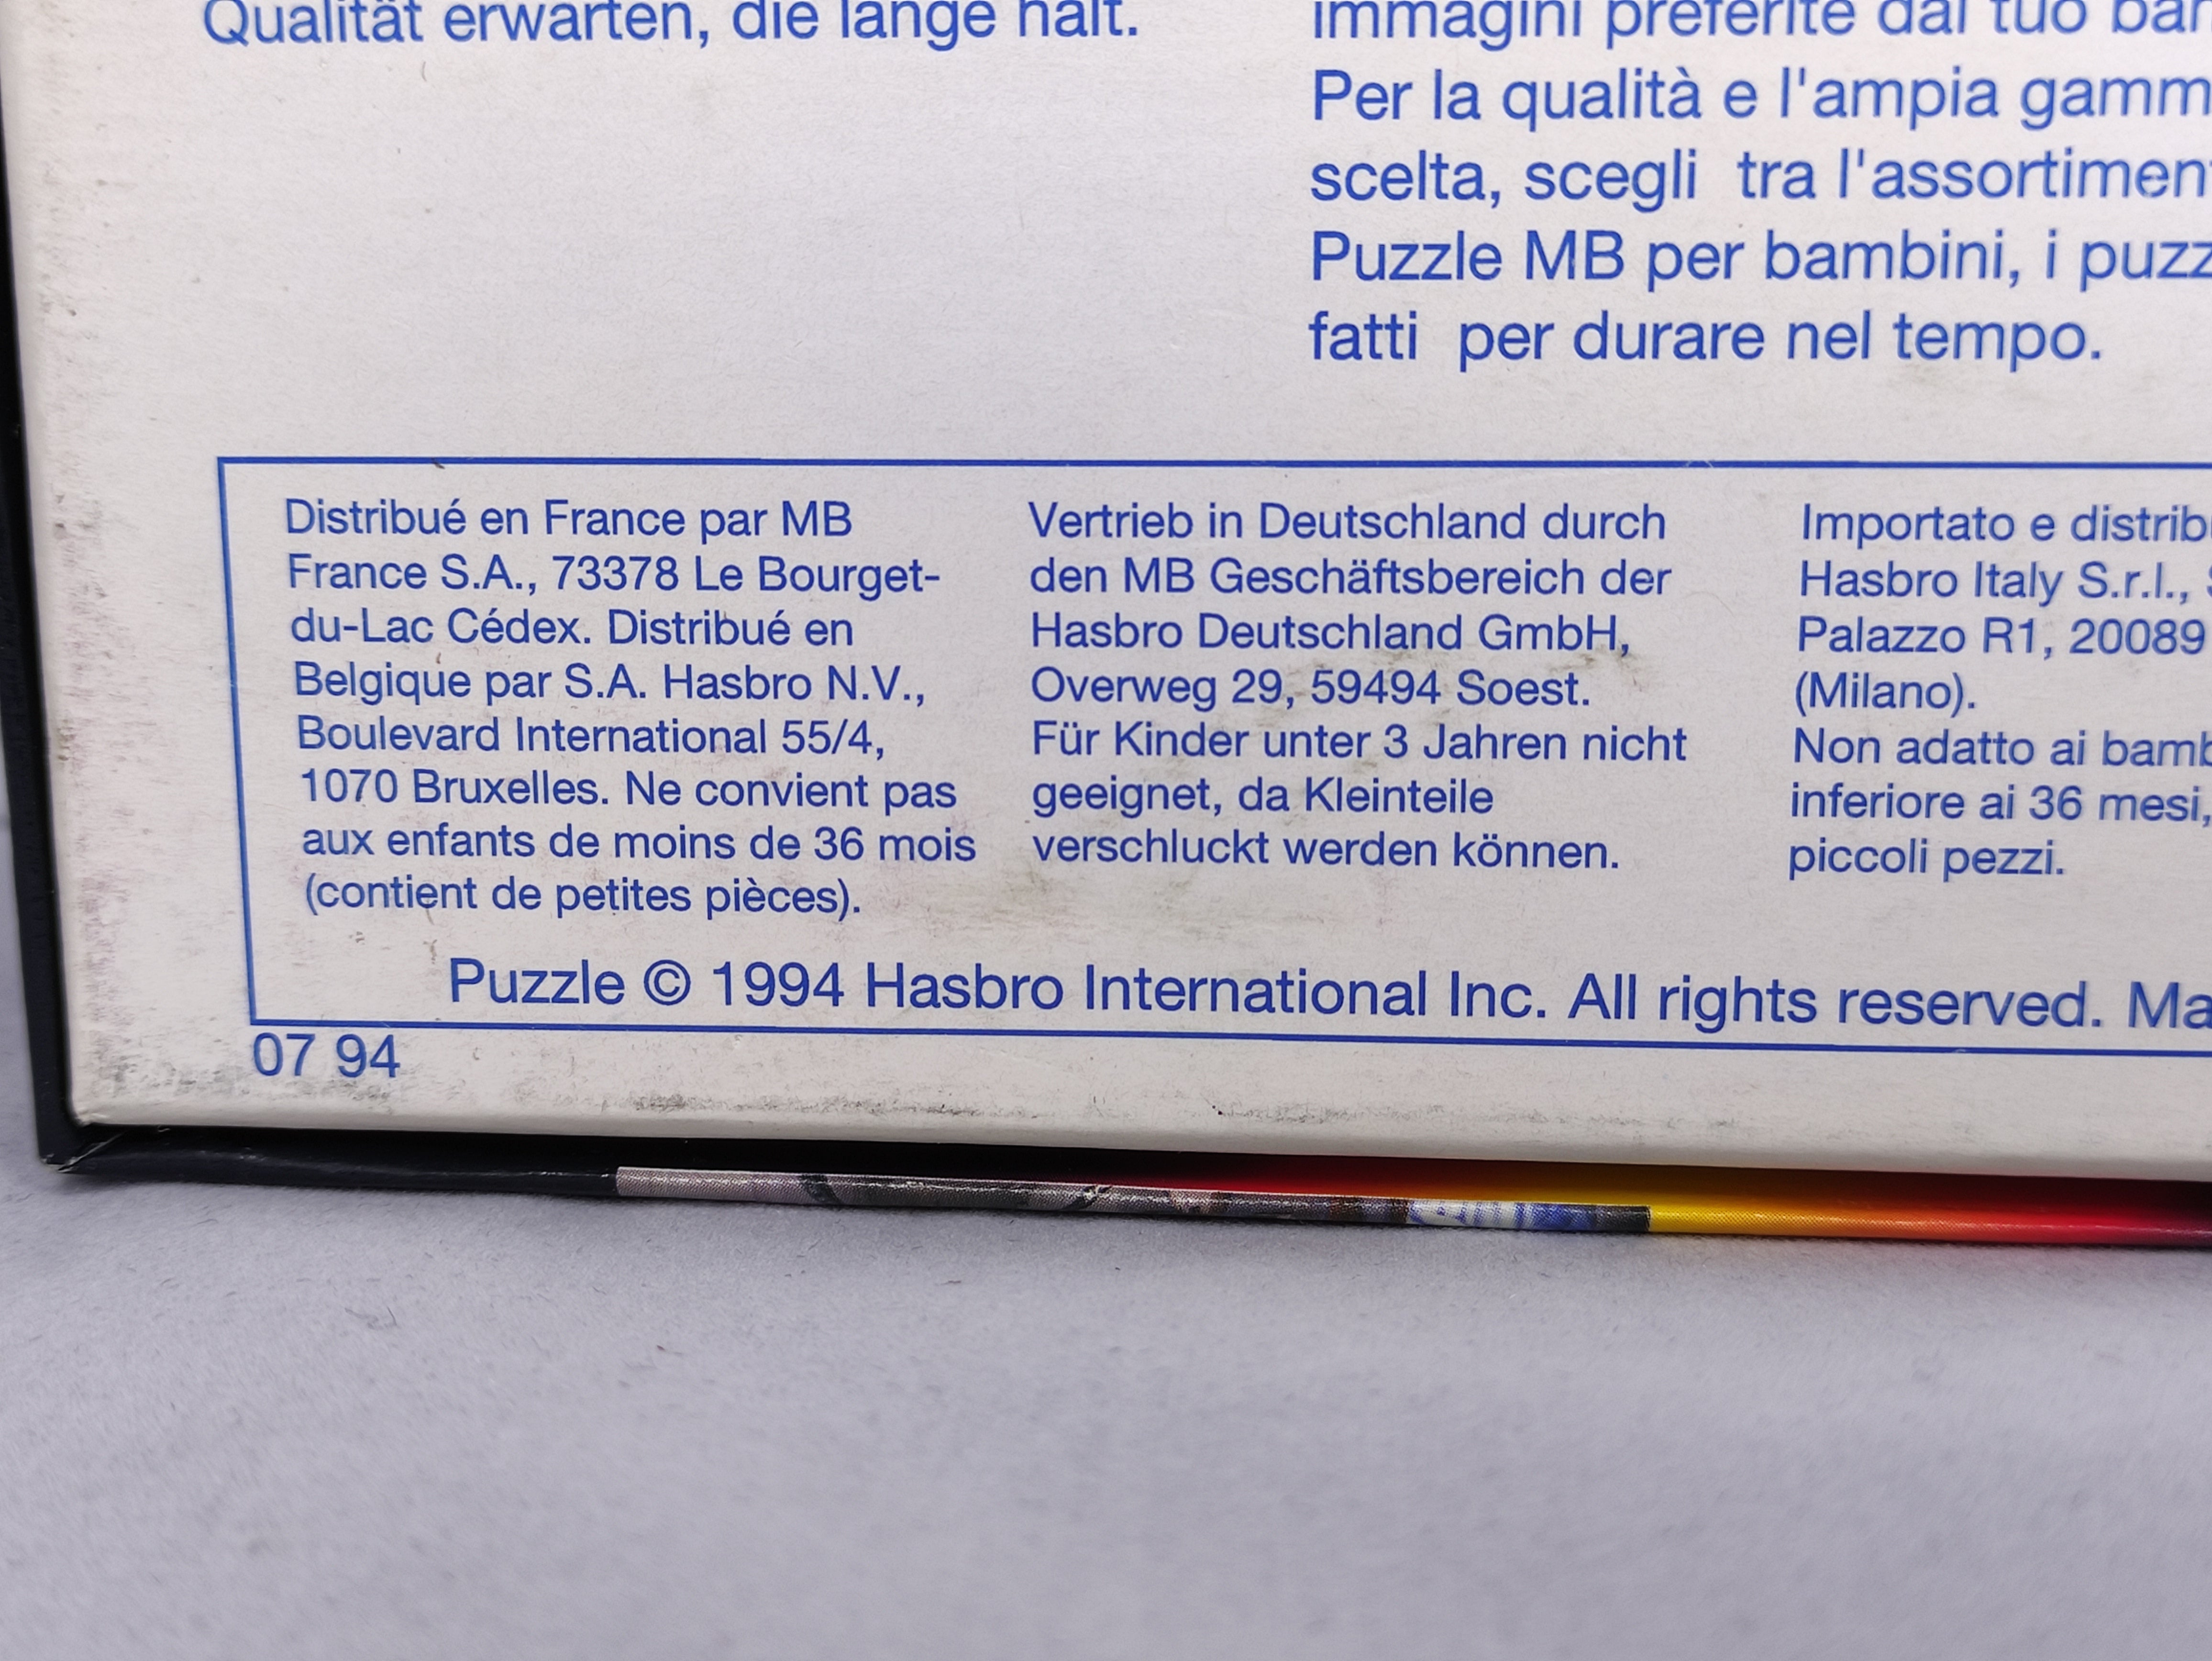 Qualität erwarten, die lange hält.
immagini preferite dal tuo
Per la qualità e l'ampia
scelta, scegli tra l'assortimen
Puzzle MB per bambini, i puzz
fatti per durare nel tempo.
Distribué en France par MB
France S.A., 73378 Le Bourget-
du-Lac Cédex. Distribué en
Belgique par S.A. Hasbro N.V.,
Boulevard International 55/4,
1070 Bruxelles. Ne convient pas
aux enfants de moins de 36 mois
(contient de petites pièces).
Vertrieb in Deutschland durch
den MB Geschäftsbereich der
Hasbro Deutschland GmbH,
Overweg 29, 59494 Soest.
Für Kinder unter 3 Jahren nicht
geeignet, da Kleinteile
verschluckt werden können.
Importato e distrib
Hasbro Italy S.r.l.,
Palazzo R1, 20089
(Milano).
Non adatto ai bamb
inferiore ai 36 mesi,
piccoli pezzi.
Puzzle © 1994 Hasbro International Inc. All rights reserved. Ma
07 94